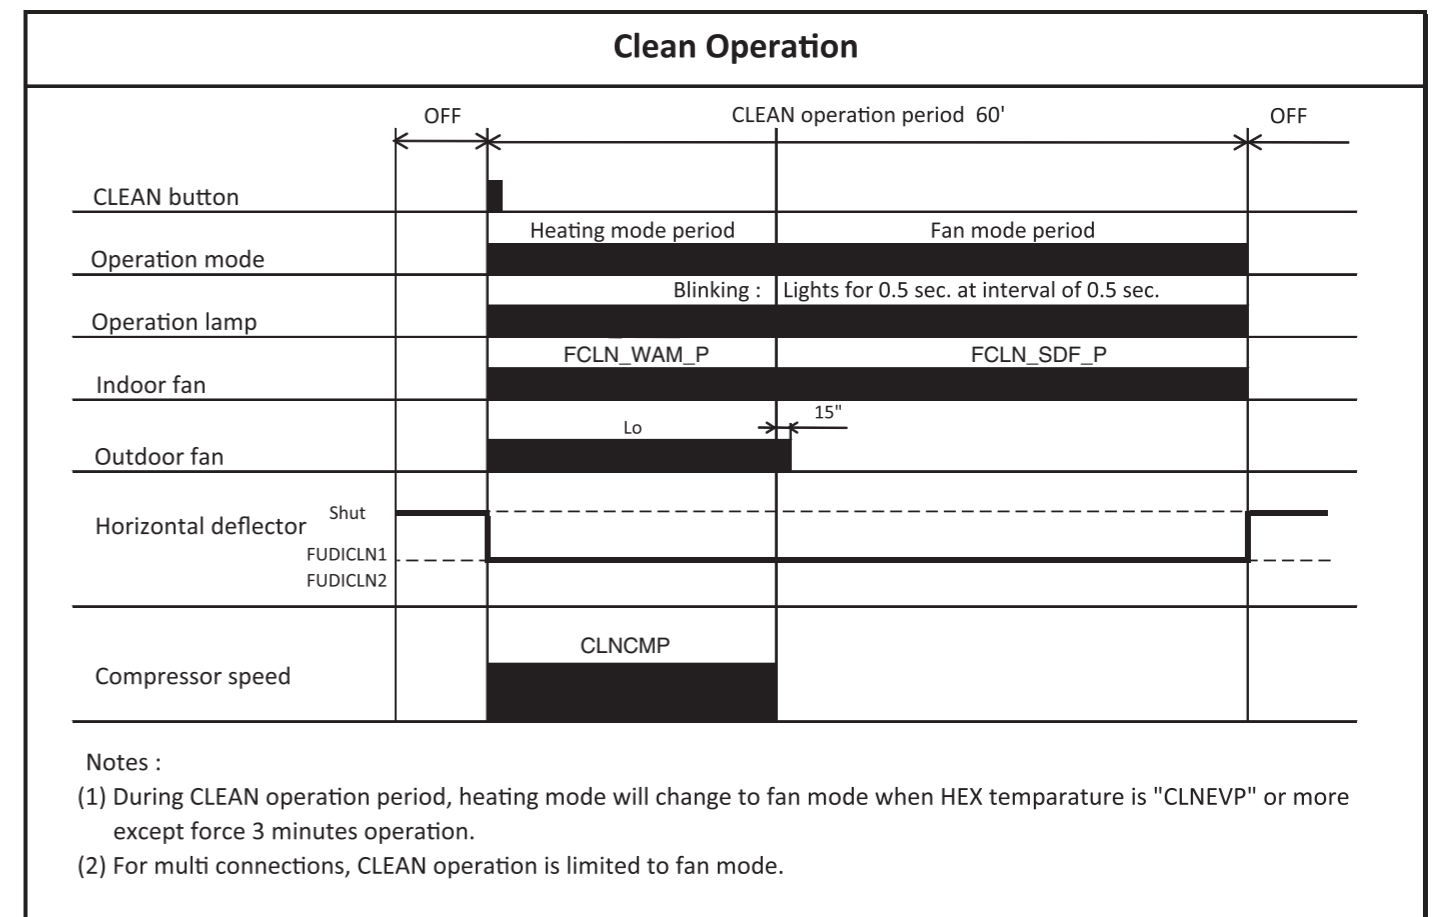 Clean Operation
OFF
CLEAN operation period 60'
OFF
CLEAN button
Heating mode period
Fan mode period
Operation mode
Blinking : Lights for 0.5 sec. at interval of 0.5 sec.
Operation lamp
FCLN_WAM_P
FCLN_SDF_P
Indoor fan
15"
Lo
Outdoor fan
Shut
Horizontal deflector
FUDICLN1
FUDICLN2
CLNCMP
Compressor speed
Notes :
(1) During CLEAN operation period, heating mode will change to fan mode when HEX temparature is "CLNEVP" or more
except force 3 minutes operation.
(2) For multi connections, CLEAN operation is limited to fan mode.